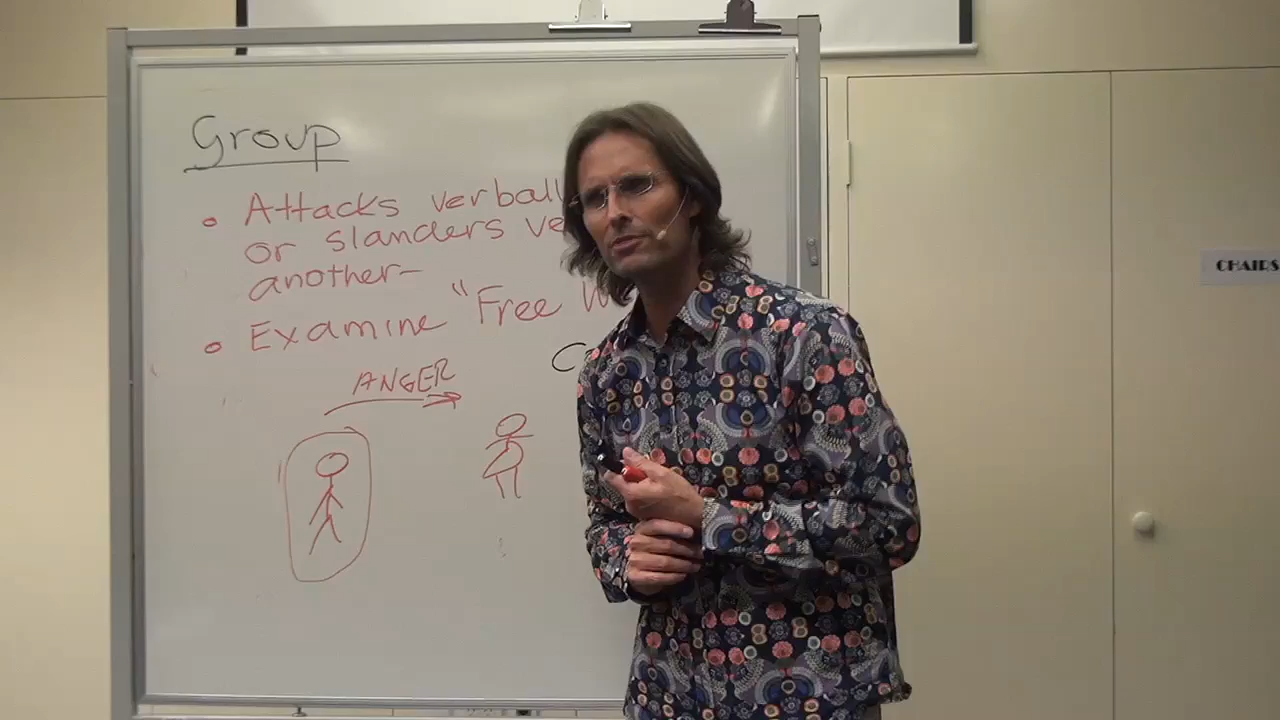 Group
• Attacks verball
or slanders ve
another-
• Examine "Free W
C
ANGER
CHAIRS